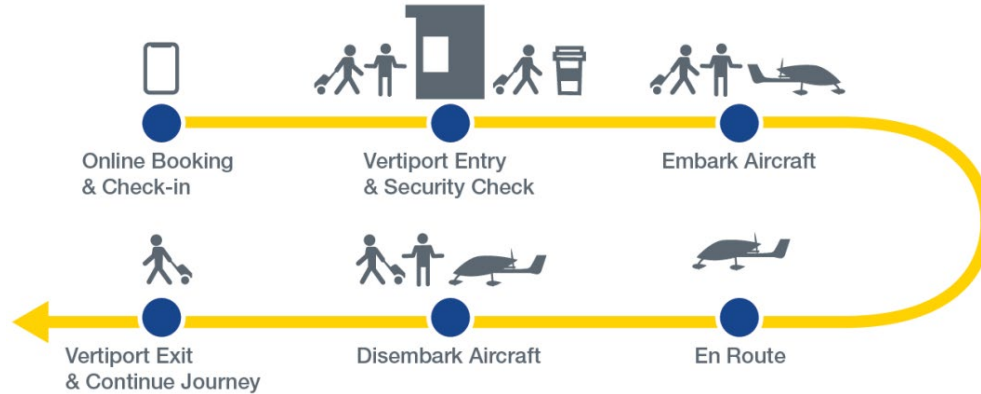 Online Booking
& Check-in
Vertiport Entry
& Security Check
Embark Aircraft
En Route
Disembark Aircraft
Vertiport Exit
& Continue Journey